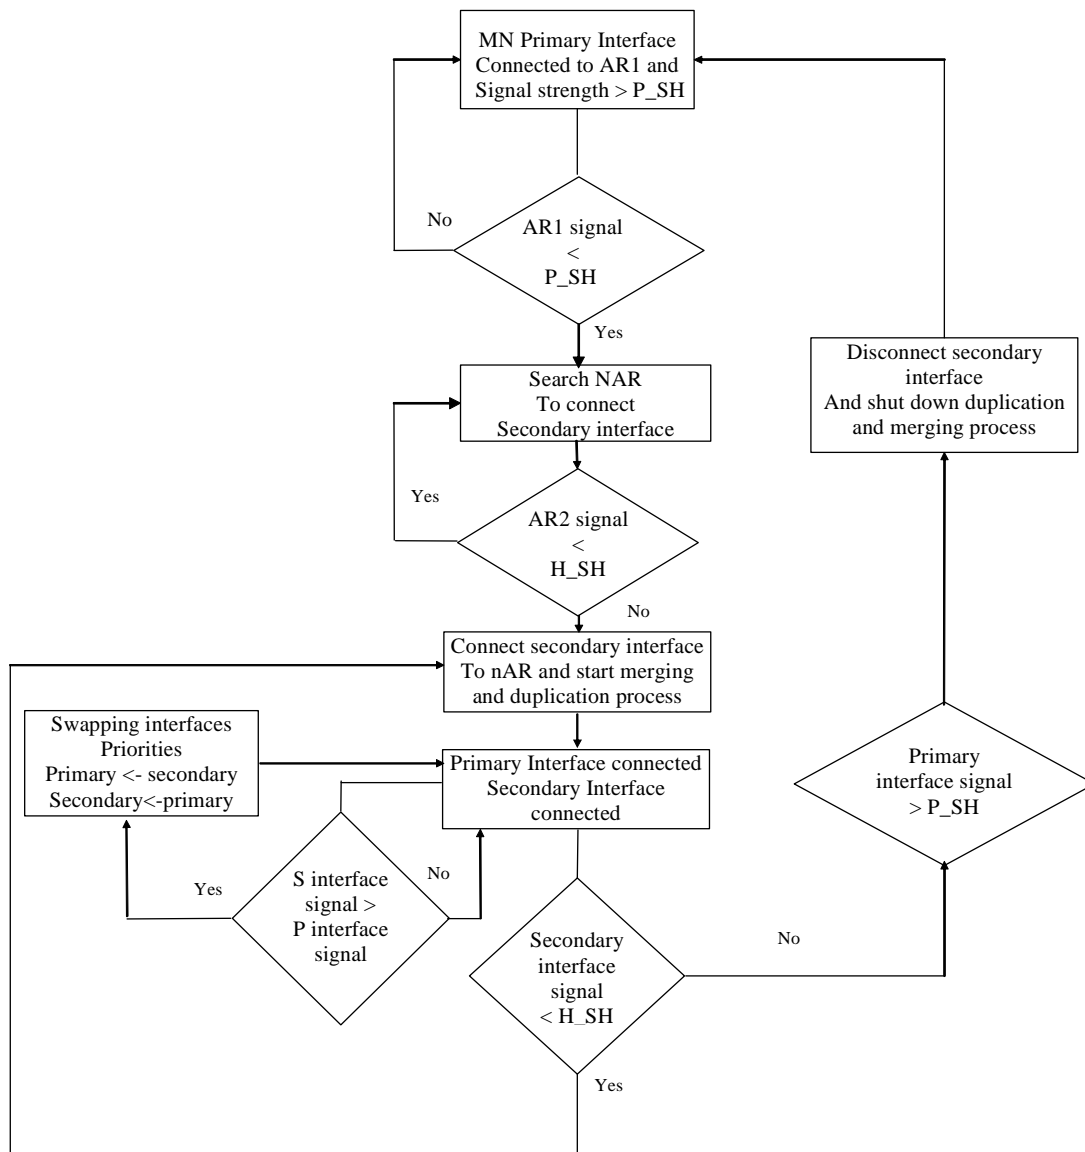 MN Primary Interface
Connected to AR1 and
Signal strength > P_SH
No
AR1 signal
<
P_SH
Yes
Search NAR
To connect
Secondary interface
Disconnect secondary
interface
And shut down duplication
and merging process
Yes
AR2 signal
<
H_SH
No
Connect secondary interface
To nAR and start merging
and duplication process
Swapping interfaces
Priorities
Primary <- secondary
Secondary<-primary
Primary Interface connected
Secondary Interface
connected
Primary
interface signal
> P_SH
Yes
S interface
signal >
P interface
signal
No
Secondary
interface
signal
< H_SH
No
Yes